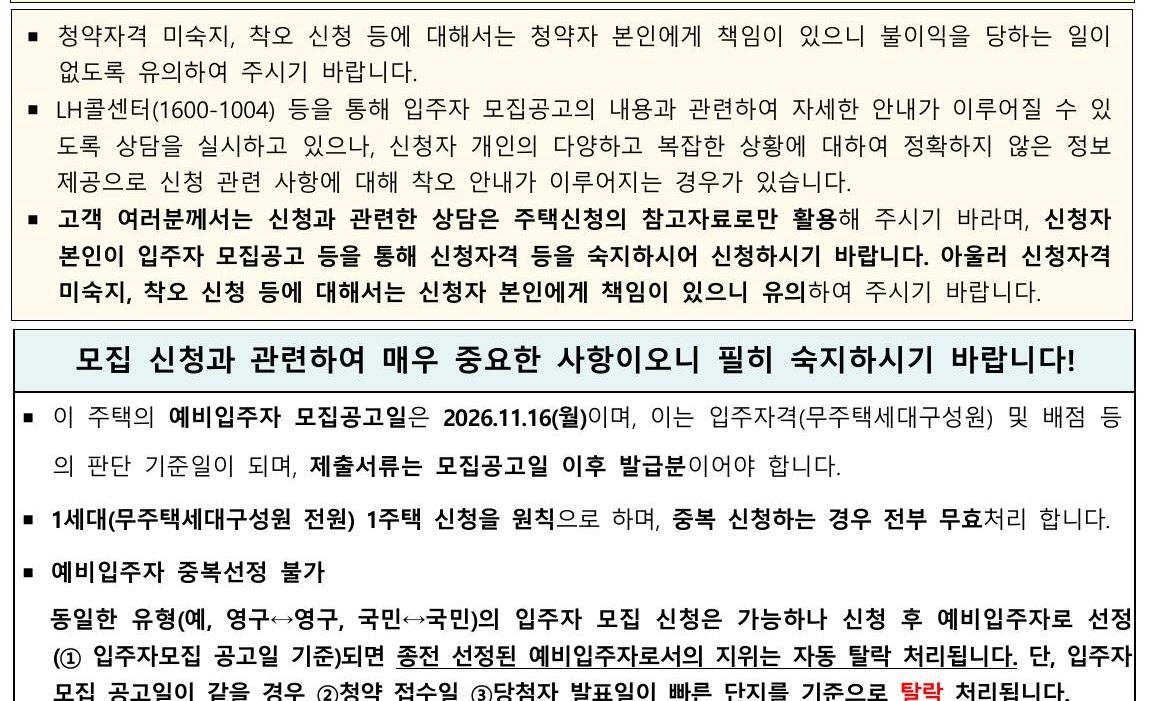 ▪ 청약자격 미숙지, 착오 신청 등에 대해서는 청약자 본인에게 책임이 있으니 불이익을 당하는 일이
없도록 유의하여 주시기 바랍니다.
▪ LH콜센터(1600-1004) 등을 통해 입주자 모집공고의 내용과 관련하여 자세한 안내가 이루어질 수 있
도록 상담을 실시하고 있으나, 신청자 개인의 다양하고 복잡한 상황에 대하여 정확하지 않은 정보
제공으로 신청 관련 사항에 대해 착오 안내가 이루어지는 경우가 있습니다.
▪ 고객 여러분께서는 신청과 관련한 상담은 주택신청의 참고자료로만 활용해 주시기 바라며, 신청자
본인이 입주자 모집공고 등을 통해 신청자격 등을 숙지하시어 신청하시기 바랍니다. 아울러 신청자격
미숙지, 착오 신청 등에 대해서는 신청자 본인에게 책임이 있으니 유의하여 주시기 바랍니다.
모집 신청과 관련하여 매우 중요한 사항이오니 필히 숙지하시기 바랍니다!
▪ 이 주택의 예비입주자 모집공고일은 2026.11.16(월)이며, 이는 입주자격(무주택세대구성원) 및 배점 등
의 판단 기준일이 되며, 제출서류는 모집공고일 이후 발급분이어야 합니다.
▪ 1세대(무주택세대구성원 전원) 1주택 신청을 원칙으로 하며, 중복 신청하는 경우 전부 무효처리 합니다.
▪ 예비입주자 중복선정 불가
동일한 유형(예, 영구↔영구, 국민↔국민)의 입주자 모집 신청은 가능하나 신청 후 예비입주자로 선정
(① 입주자모집 공고일 기준)되면 종전 선정된 예비입주자로서의 지위는 자동 탈락 처리됩니다. 단, 입주자
모집 공고일이 같을 경우 ②청약 접수일 ③당첨자 발표일이 빠른 단지를 기준으로 탈락 처리됩니다.